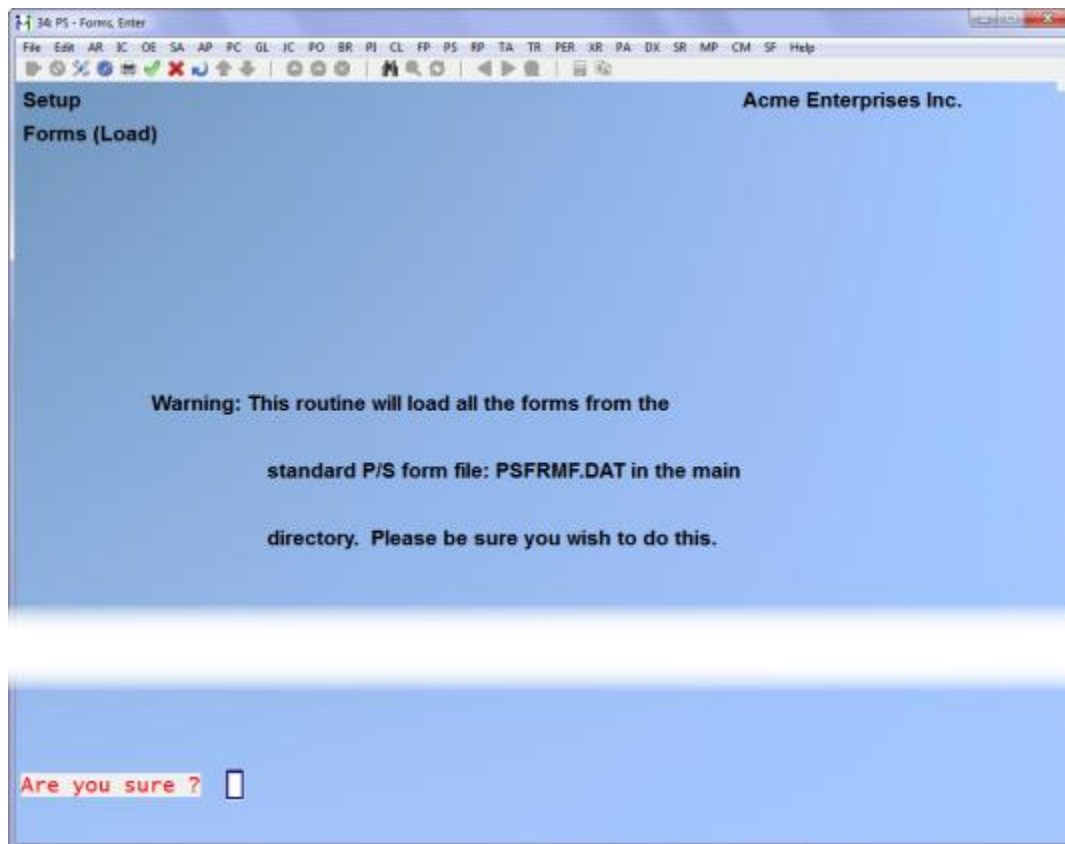 34: PS - Forms, Enter
File Edit AR IC OE SA AP PC GL JC PO BR PI CL FP PS RP TA TR PER XR PA DX SR MP CM SF Help
Setup
Acme Enterprises Inc.
Forms (Load)
Warning: This routine will load all the forms from the
standard P/S form file: PSFRMF.DAT in the main
directory. Please be sure you wish to do this.
Are you sure ?